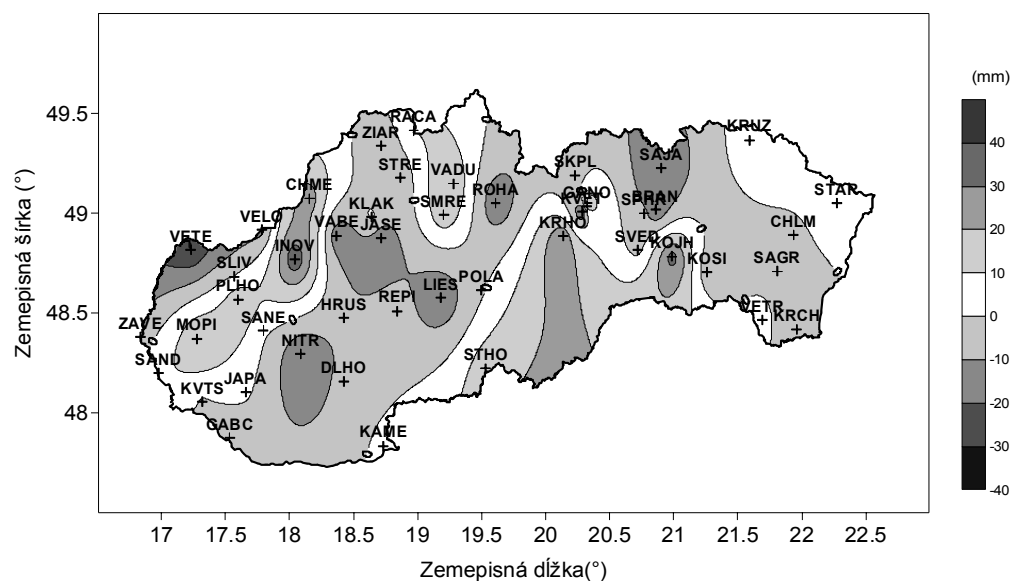 (mm)
49.5
49
48.5
48
Zemepisná šírka (°)
RACA
ZIAR
KRUZ
STRE
VADU
SKPL
SAJA
CHME
ROHA
STAR
KLAK
SMRE
BRAN
VELO
VABE
JASE
KRHO
CHLM
VETE
INOV
SVED
KOJH
KOSI
SAGR
SLIV
PLHO
LIES
POLA
HRUS
REPI
ZAVE
MOPI
SANE
KRCH
SAND
NITR
STHO
JAPA
DLHO
KVTS
GABC
KAME
40
30
20
10
0
-10
-20
-30
-40
17 17.5 18 18.5 19 19.5 20 20.5 21 21.5 22 22.5
Zemepisná dĺžka(°)